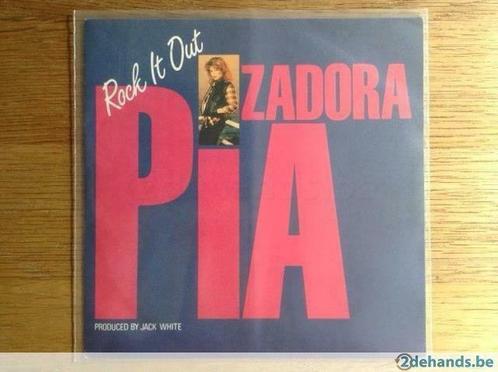 Rock It Out
ZADORA
PiA
PRODUCED BY JACK WHITE
2dehands.be